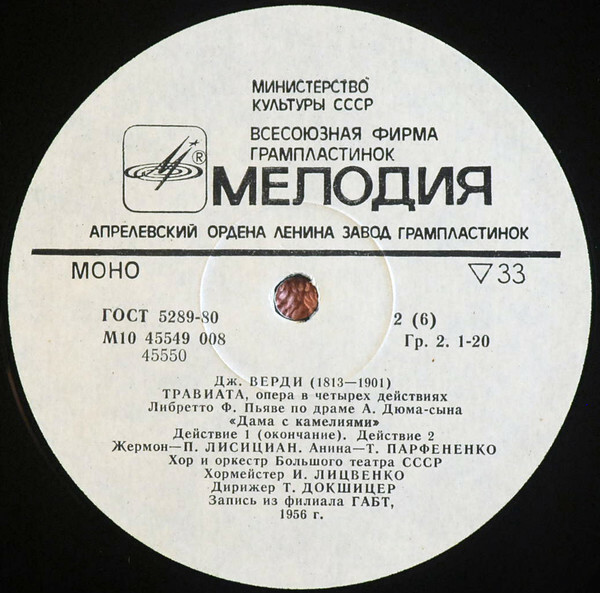 МИНИСТЕРСТВО
КУЛЬТУРЫ СССР
ВСЕСОЮЗНАЯ ФИРМА
ГРАМПЛАСТИНОК
®
МЕЛОДИЯ
АПРЕЛЕВСКИЙ ОРДЕНА ЛЕНИНА ЗАВОД ГРАМПЛАСТИНОК
МОНО ▽33
ГОСТ 5289-80 2 (6)
М10 45549 008 Гр. 2. 1-20
45550
Дж. ВЕРДИ (1813—1901)
ТРАВИАТА, опера в четырех действиях
Либретто Ф. Пьяве по драме А. Дюма-сына
«Дама с камелиями»
Действие 1 (окончание). Действие 2
Жермон—П. ЛИСИЦИАН. Анина—Т. ПАРФЕНЕНКО
Хор и оркестр Большого театра СССР
Хормейстер И. ЛИЦВЕНКО
Дирижер Т. ДОКШИЦЕР
Запись из филиала ГАБТ,
1956 г.